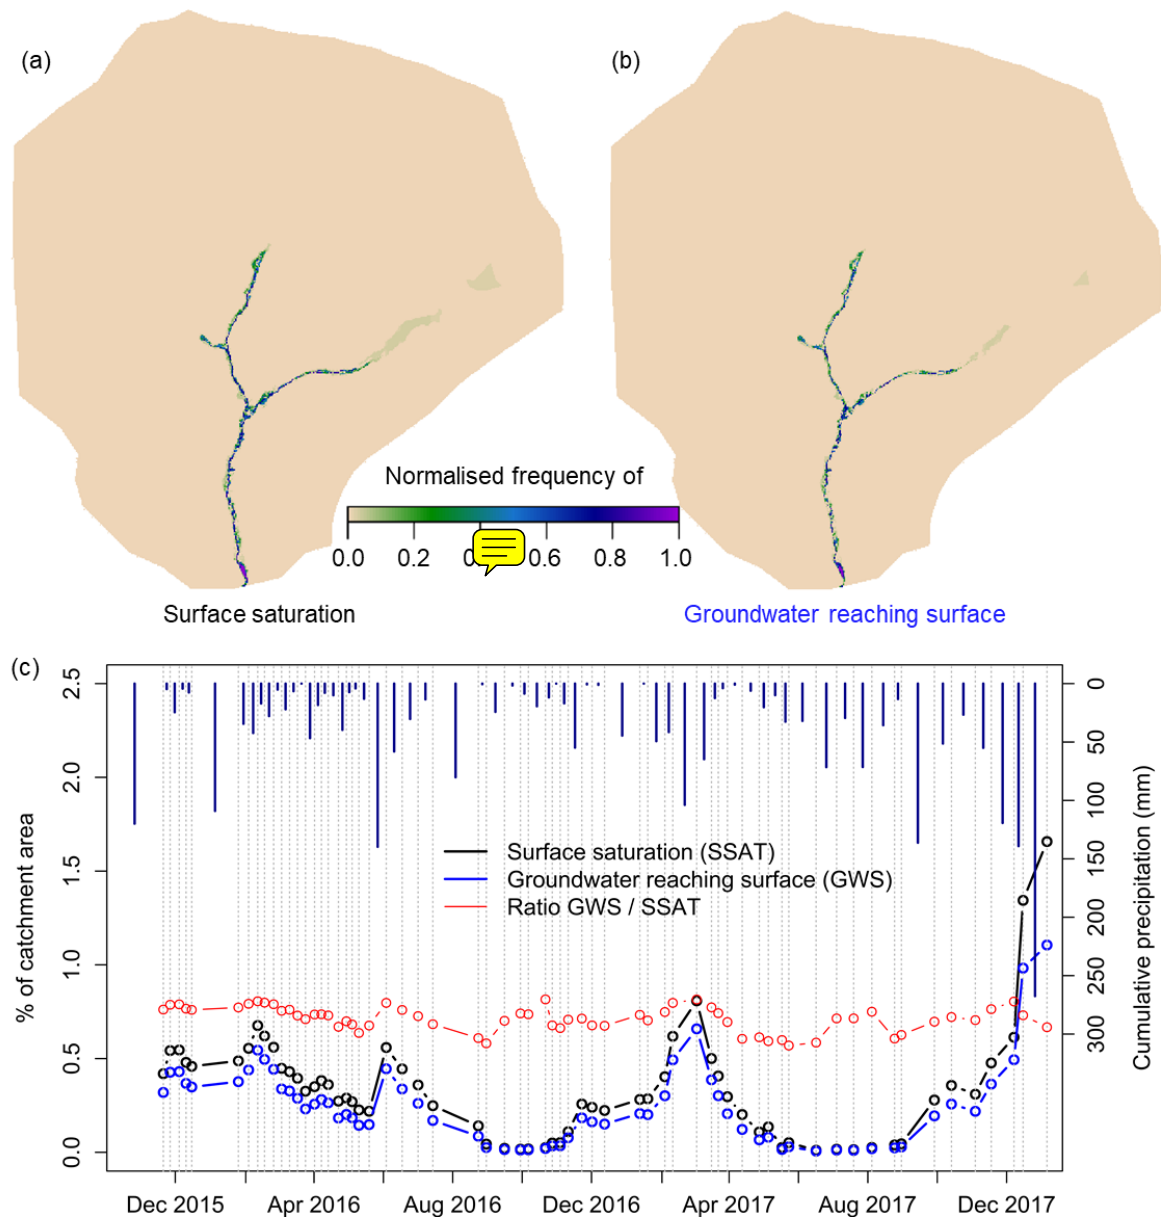 (a)
(b)
Normalised frequency of
0.0 0.2 0.6 0.8 1.0
Surface saturation
Groundwater reaching surface
(c)
% of catchment area
2.5
2.0
1.5
1.0
0.5
0.0
Surface saturation (SSAT)
Groundwater reaching surface (GWS)
Ratio GWS / SSAT
0
50
100
150
200
250
300
Cumulative precipitation (mm)
Dec 2015 Apr 2016 Aug 2016 Dec 2016 Apr 2017 Aug 2017 Dec 2017